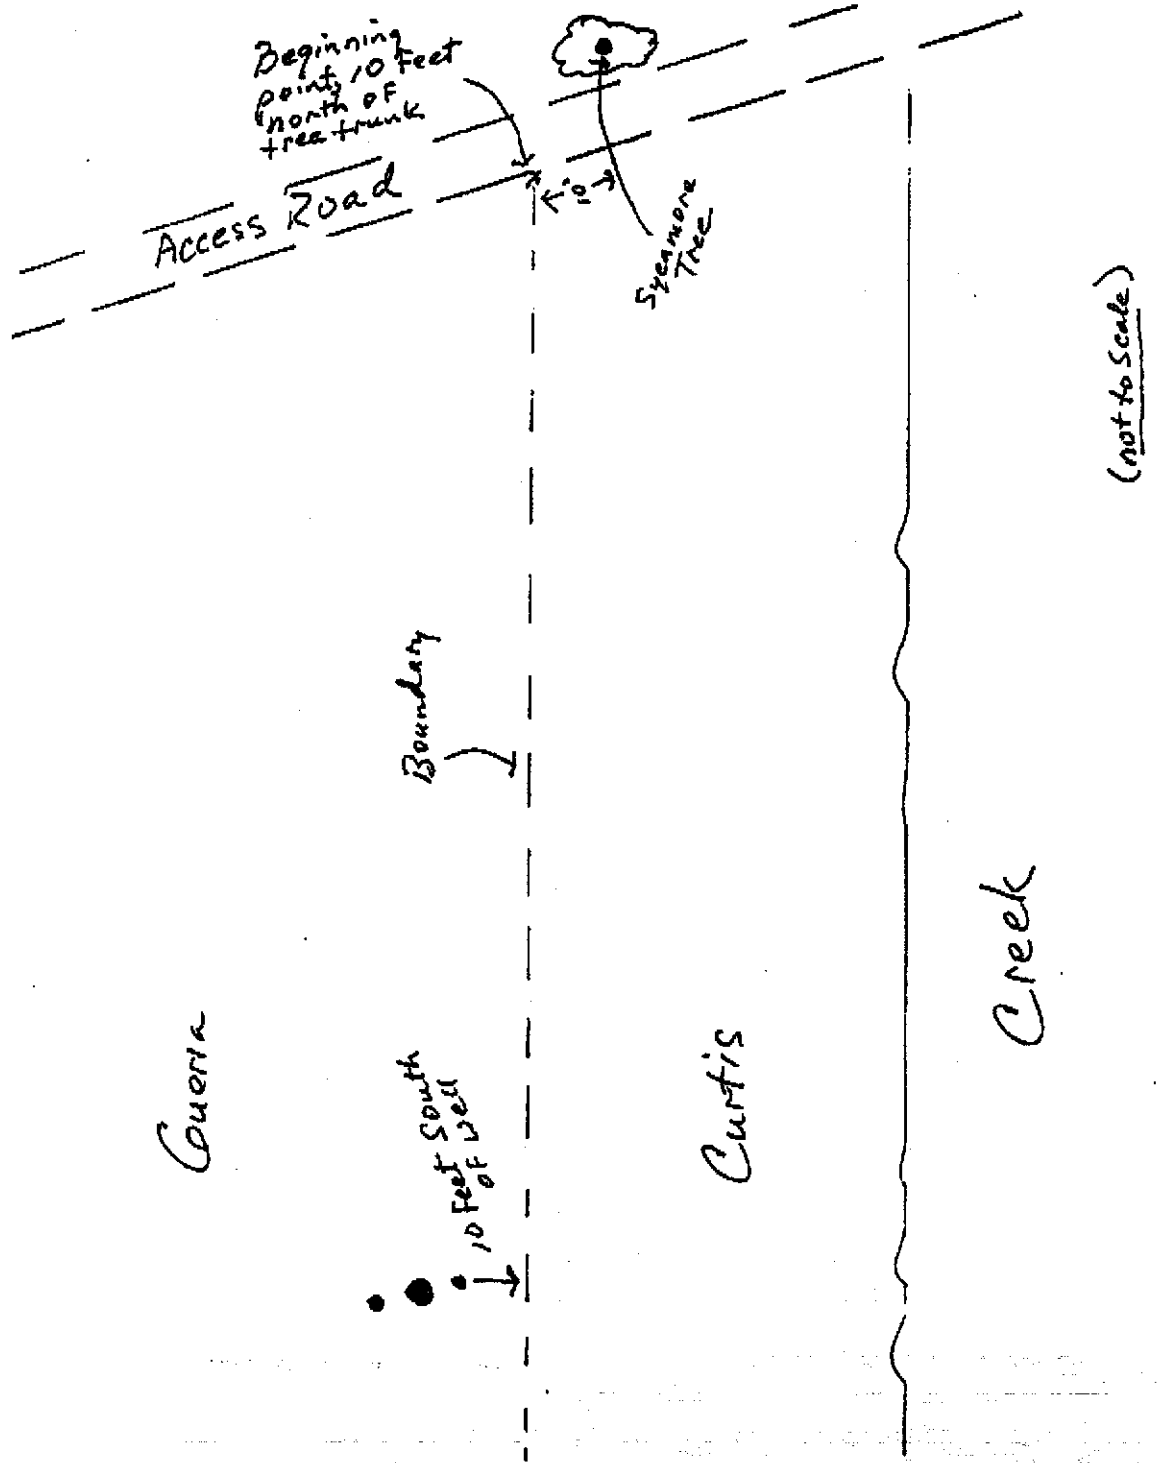 Beginning
point, 10 Feet
north of
tree trunk
Access Road
10'
Sycamore
Tree
(not to scale)
Boundary
10 Feet South
of Well
Curtis
Creek